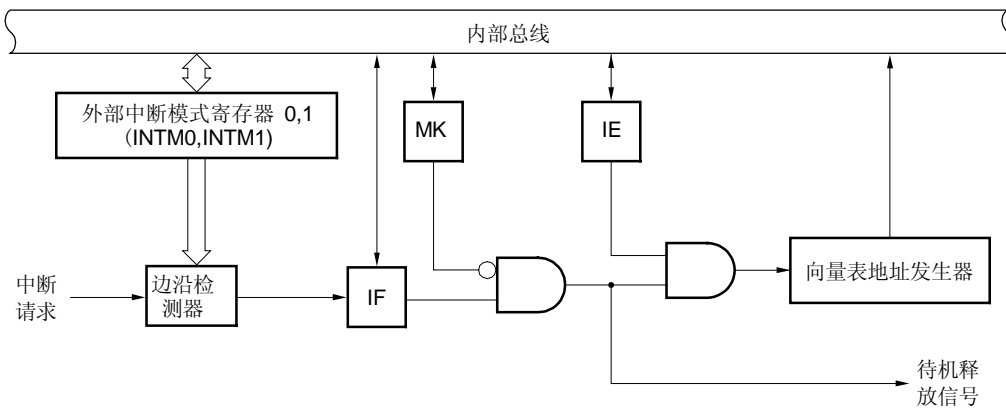 内部总线
外部中断模式寄存器 0,1
（INTM0,INTM1)
MK
IE
中断
请求
边沿检
测器
IF
向量表地址发生器
待机释
放信号